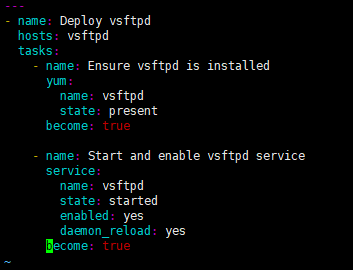 ---
- name: Deploy vsftpd
  hosts: vsftpd
  tasks:
    - name: Ensure vsftpd is installed
      yum:
        name: vsftpd
        state: present
      become: true

    - name: Start and enable vsftpd service
      service:
        name: vsftpd
        state: started
        enabled: yes
        daemon_reload: yes
      become: true
~